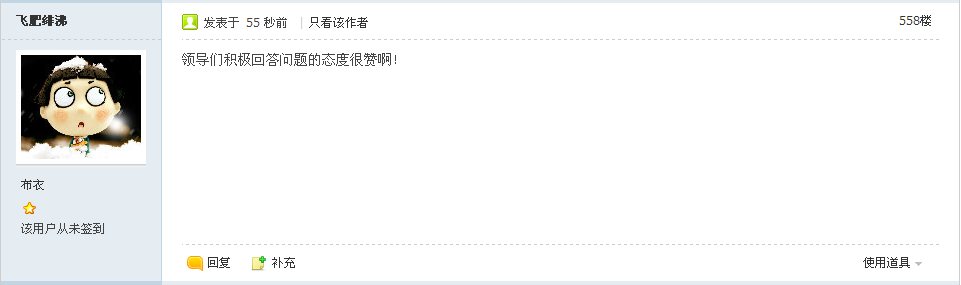 飞肥绯沸
发表于 55 秒前 | 只看该作者
558楼
领导们积极回答问题的态度很赞啊!
布衣
该用户从未签到
回复 补充
使用道具